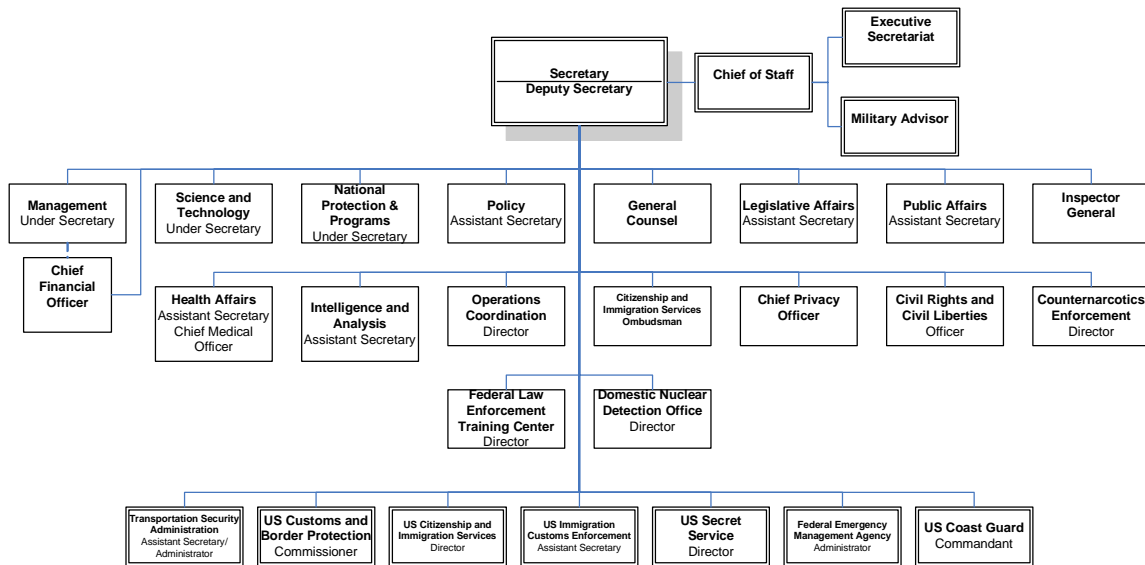 Executive
Secretariat
Secretary
Deputy Secretary
Chief of Staff
Military Advisor
Management
Under Secretary
Science and
Technology
Under Secretary
National
Protection &
Programs
Under Secretary
Policy
Assistant Secretary
General
Counsel
Legislative Affairs
Assistant Secretary
Public Affairs
Assistant Secretary
Inspector
General
Chief
Financial
Officer
Health Affairs
Assistant Secretary
Chief Medical
Officer
Intelligence and
Analysis
Assistant Secretary
Operations
Coordination
Director
Citizenship and
Immigration Services
Ombudsman
Chief Privacy
Officer
Civil Rights and
Civil Liberties
Officer
Counternarcotics
Enforcement
Director
Federal Law
Enforcement
Training Center
Director
Domestic Nuclear
Detection Office
Director
Transportation Security
Administration
Assistant Secretary/
Administrator
US Customs and
Border Protection
Commissioner
US Citizenship and
Immigration Services
Director
US Immigration
Customs Enforcement
Assistant Secretary
US Secret
Service
Director
Federal Emergency
Management Agency
Administrator
US Coast Guard
Commandant